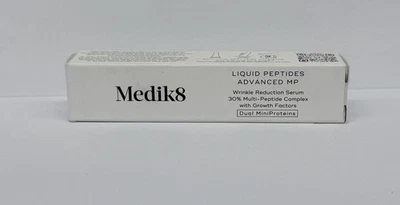 Medik8
LIQUID PEPTIDES
ADVANCED MP
Wrinkle Reduction Serum
30% Multi-Peptide Complex
with Growth Factors
Dual MiniProteins